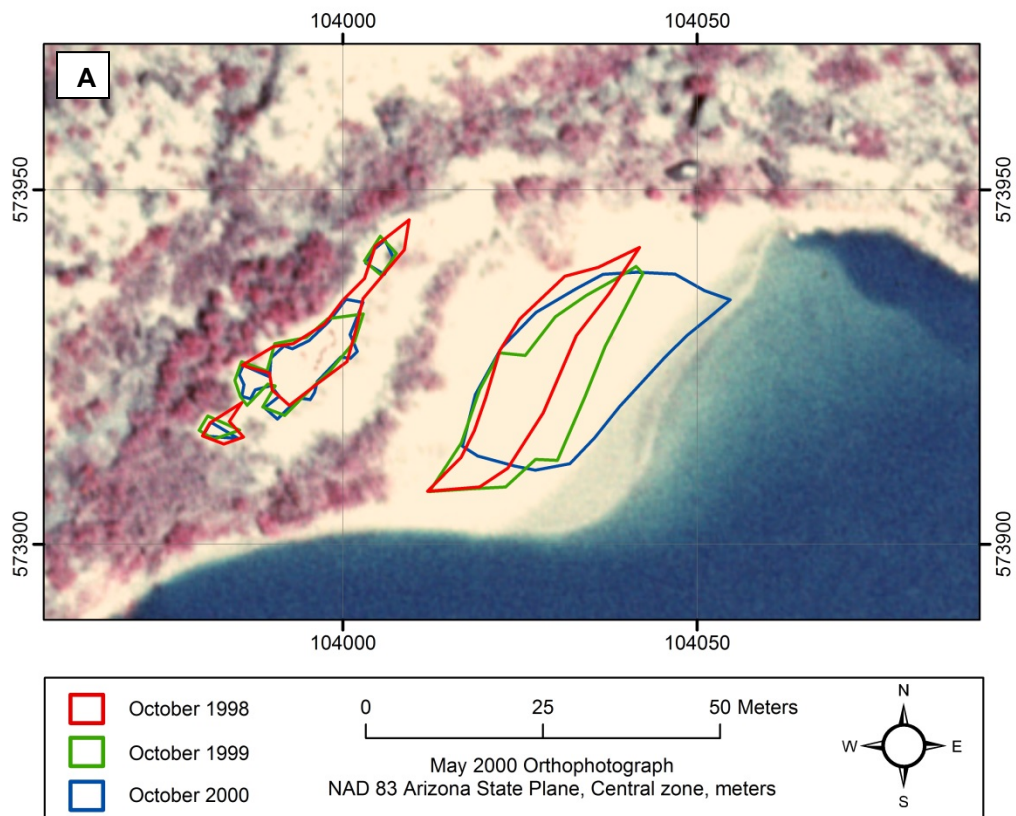 104000 104050
A
573950 573950
573900 573900
104000 104050
October 1998
October 1999
October 2000
0 25 50 Meters
May 2000 Orthophotograph
NAD 83 Arizona State Plane, Central zone, meters
N
W E
S